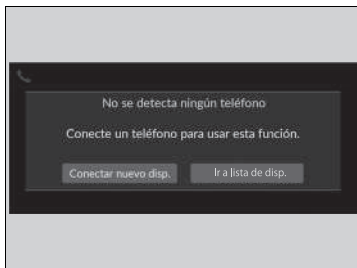 No se detecta ningún teléfono
Conecte un teléfono para usar esta función.
Conectar nuevo disp.
Ir a lista de disp.